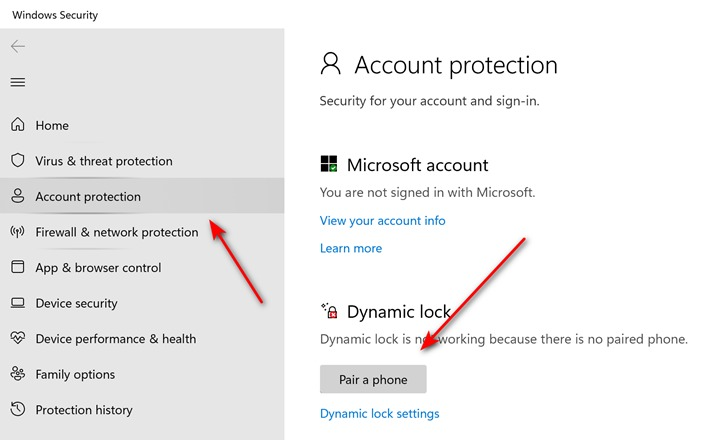 Windows Security
Home
Virus & threat protection
Account protection
Firewall & network protection
App & browser control
Device security
Device performance & health
Family options
Protection history
Account protection
Security for your account and sign-in.
Microsoft account
You are not signed in with Microsoft.
View your account info
Learn more
Dynamic lock
Dynamic lock is not working because there is no paired phone.
Pair a phone
Dynamic lock settings